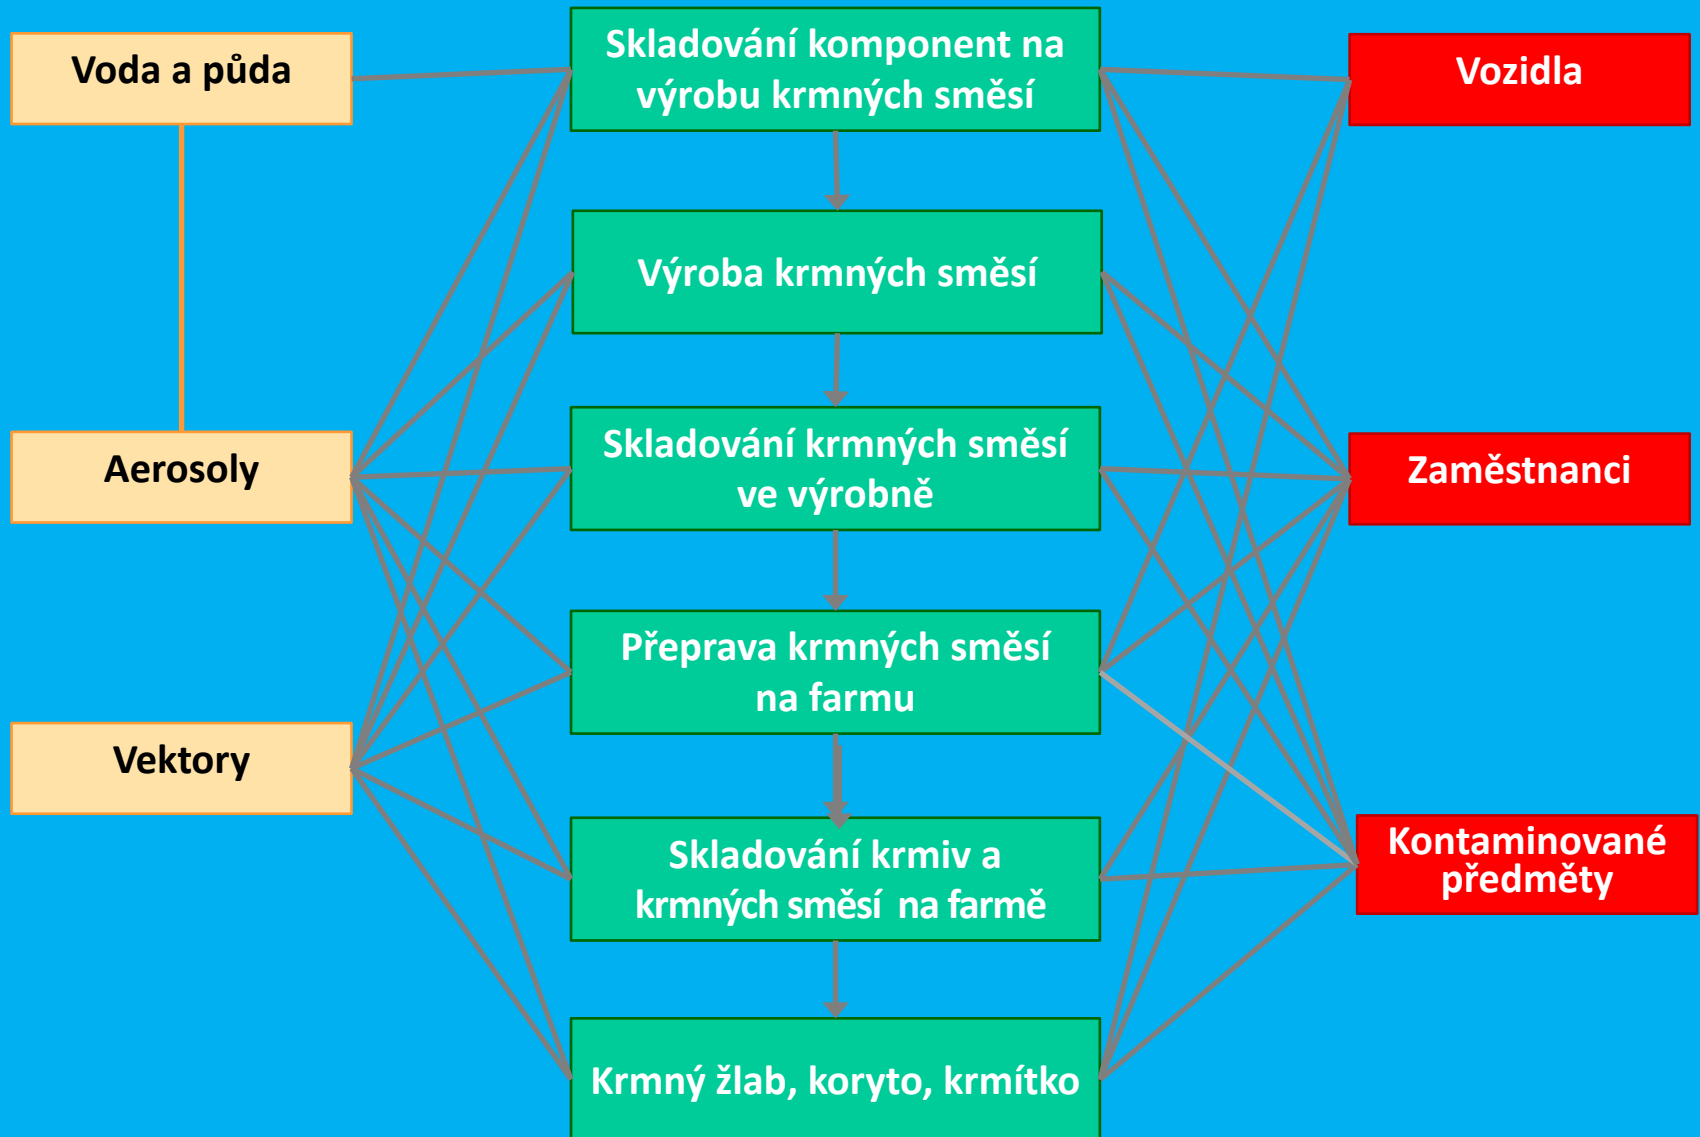 Voda a půda
Skladování komponent na
výrobu krmných směsí
Vozidla
Výroba krmných směsí
Aerosoly
Skladování krmných směsí
ve výrobně
Zaměstnanci
Přeprava krmných směsí
na farmu
Vektory
Skladování krmiv a
krmných směsí na farmě
Kontaminované
předměty
Krmný žlab, koryto, krmítko